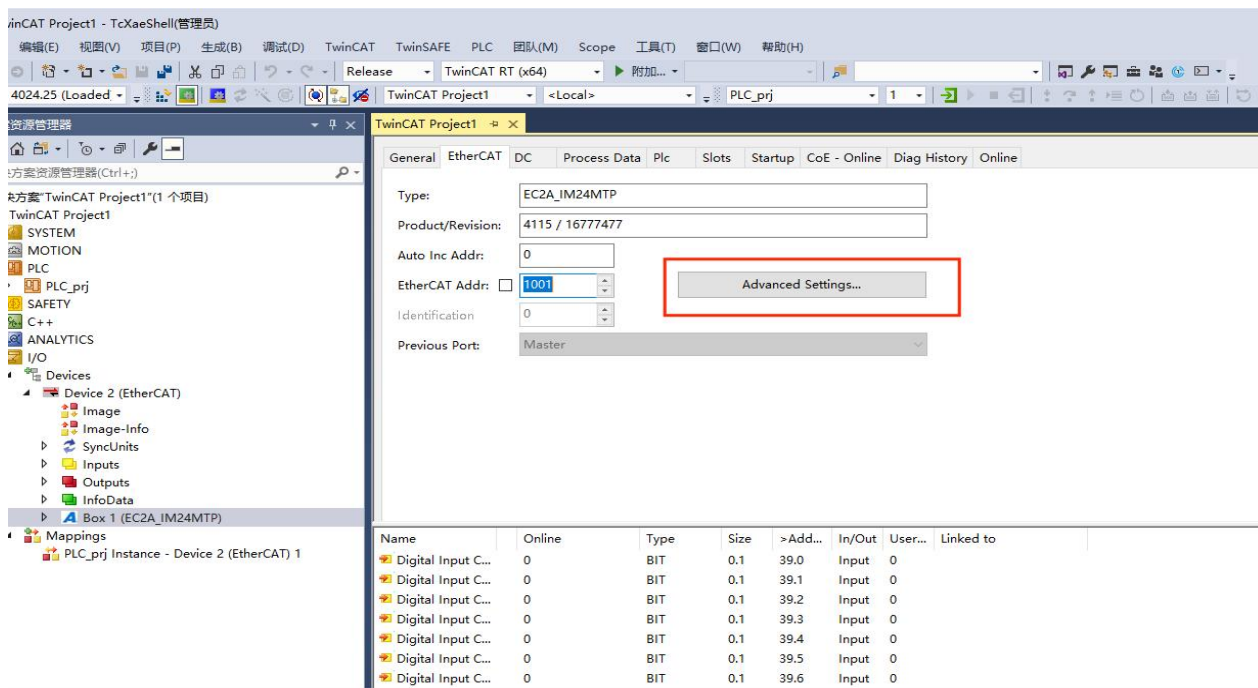 inCAT Project1 - TcXaeShell(管理员)
编辑(E) 视图(V) 项目(P) 生成(B) 调试(D) TwinCAT TwinSAFE PLC 团队(M) Scope 工具(T) 窗口(W) 帮助(H)
Release TwinCAT RT (x64) 附加...
4024.25 (Loaded TwinCAT Project1 <Local> PLC_prj 1
资源管理器
TwinCAT Project1
方案资源管理器(Ctrl+;)
决方案"TwinCAT Project1"(1 个项目)
TwinCAT Project1
SYSTEM
MOTION
PLC
PLC_prj
SAFETY
C++
ANALYTICS
I/O
Devices
Device 2 (EtherCAT)
Image
Image-Info
SyncUnits
Inputs
Outputs
InfoData
Box 1 (EC2A_IM24MTP)
Mappings
PLC_prj Instance - Device 2 (EtherCAT) 1
General EtherCAT DC Process Data Plc Slots Startup CoE - Online Diag History Online
Type: EC2A_IM24MTP
Product/Revision: 4115 / 16777477
Auto Inc Addr: 0
EtherCAT Addr: 1001 Advanced Settings...
Identification 0
Previous Port: Master
Name Online Type Size >Add... In/Out User... Linked to
Digital Input C... 0 BIT 0.1 39.0 Input 0
Digital Input C... 0 BIT 0.1 39.1 Input 0
Digital Input C... 0 BIT 0.1 39.2 Input 0
Digital Input C... 0 BIT 0.1 39.3 Input 0
Digital Input C... 0 BIT 0.1 39.4 Input 0
Digital Input C... 0 BIT 0.1 39.5 Input 0
Digital Input C... 0 BIT 0.1 39.6 Input 0